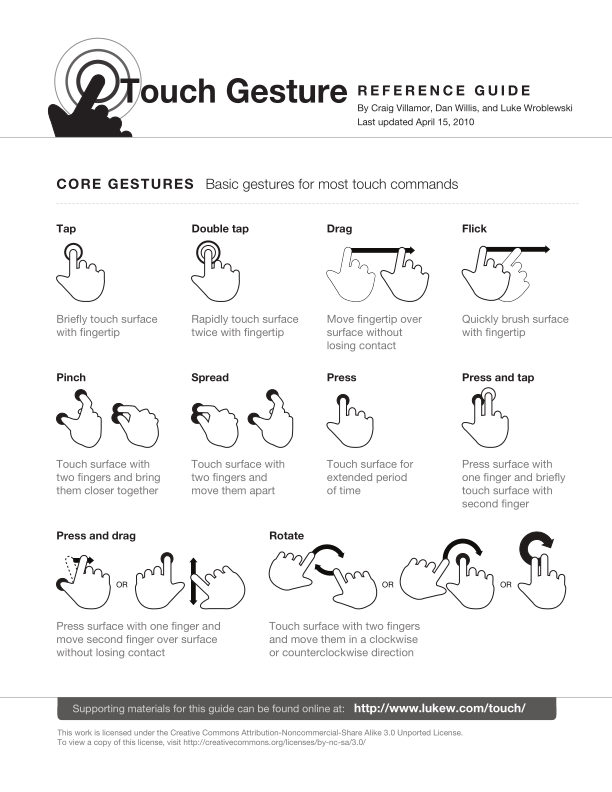 Touch Gesture REFERENCE GUIDE
By Craig Villamor, Dan Willis, and Luke Wroblewski
Last updated April 15, 2010
CORE GESTURES Basic gestures for most touch commands
Tap
Briefly touch surface
with fingertip
Double tap
Rapidly touch surface
twice with fingertip
Drag
Move fingertip over
surface without
losing contact
Flick
Quickly brush surface
with fingertip
Pinch
Touch surface with
two fingers and bring
them closer together
Spread
Touch surface with
two fingers and
move them apart
Press
Touch surface for
extended period
of time
Press and tap
Press surface with
one finger and briefly
touch surface with
second finger
Press and drag
OR
Press surface with one finger and
move second finger over surface
without losing contact
Rotate
OR
OR
Touch surface with two fingers
and move them in a clockwise
or counterclockwise direction
Supporting materials for this guide can be found online at: http://www.lukew.com/touch/
This work is licensed under the Creative Commons Attribution-Noncommercial-Share Alike 3.0 Unported License.
To view a copy of this license, visit http://creativecommons.org/licenses/by-nc-sa/3.0/